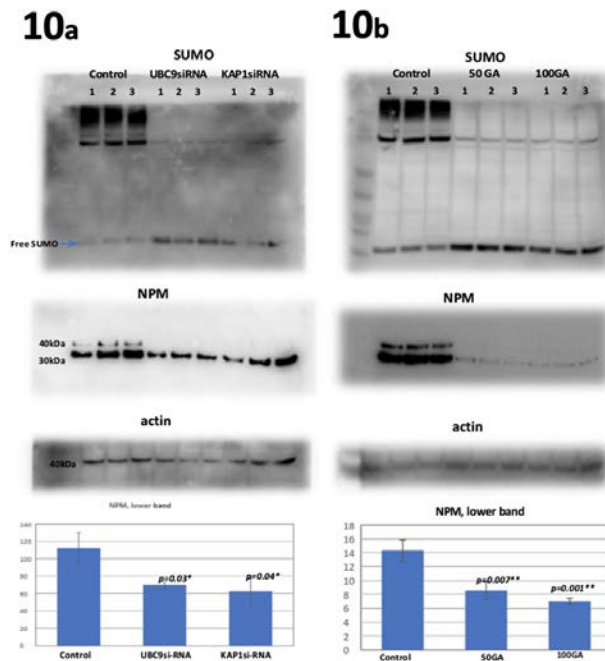 10a
SUMO
Control UBC9siRNA KAP1siRNA
1 2 3 1 2 3 1 2 3
Free SUMO
NPM
40kDa
30kDa
actin
40kDa
NPM, lower band
140
120
100
80
60
40
20
0
p=0.03*
p=0.04*
Control UBC9si-RNA KAP1si-RNA
10b
SUMO
Control 50 GA 100GA
1 2 3 1 2 3 1 2 3
NPM
actin
NPM, lower band
16
14
12
10
8
6
4
2
0
p=0.007**
p=0.001**
Control 50GA 100GA